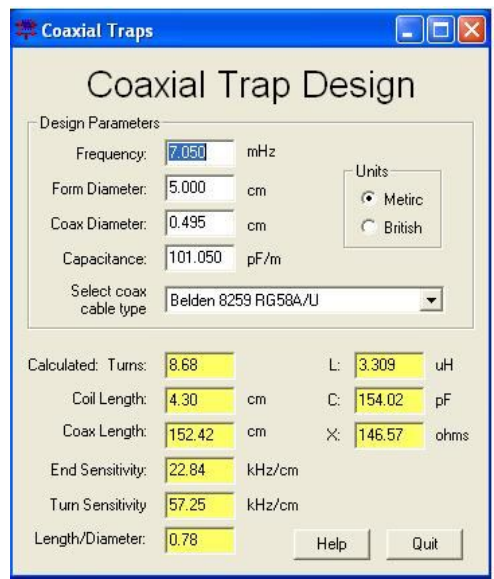 Coaxial Traps
Coaxial Trap Design
Design Parameters
Frequency: 7.050 mHz
Form Diameter: 5.000 cm
Coax Diameter: 0.495 cm
Capacitance: 101.050 pF/m
Units
Metirc
British
Select coax
cable type
Belden 8259 RG58A/U
Calculated: Turns: 8.68 L: 3.309 uH
Coil Length: 4.30 cm C: 154.02 pF
Coax Length: 152.42 cm X: 146.57 ohms
End Sensitivity: 22.84 kHz/cm
Turn Sensitivity 57.25 kHz/cm
Length/Diameter: 0.78
Help Quit